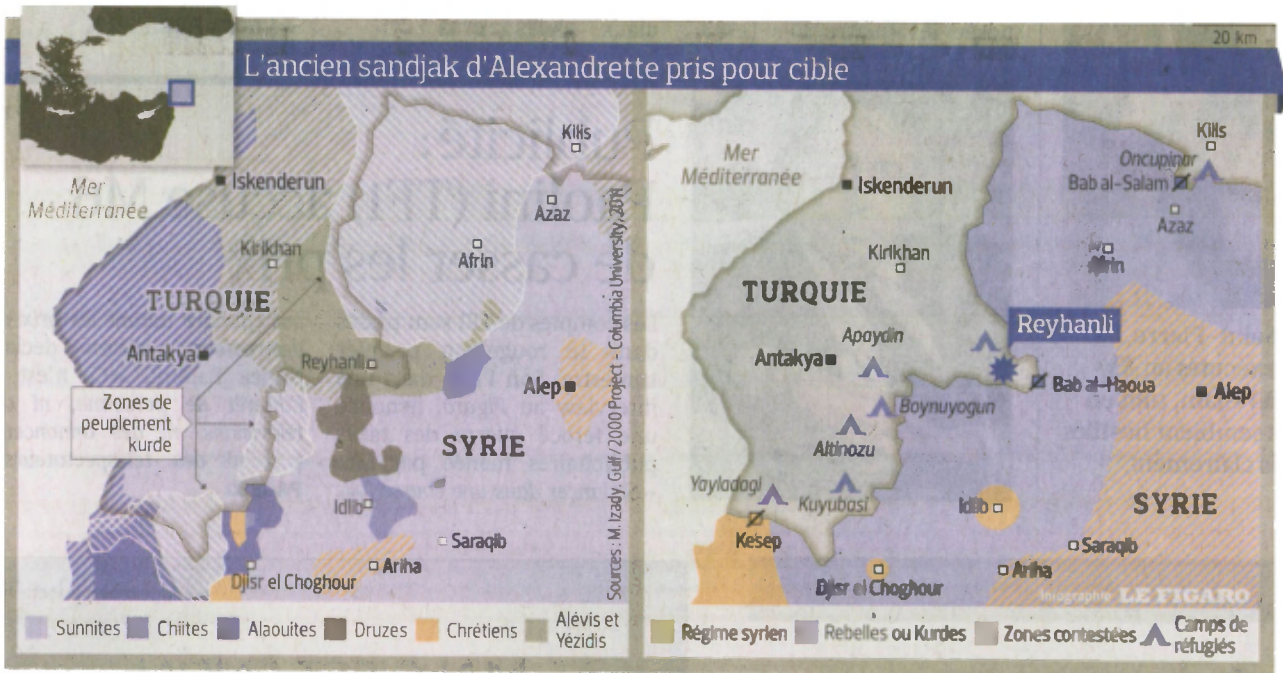 20 km
L'ancien sandjak d'Alexandrette pris pour cible
Mer
Méditerranée
Iskenderun
Kilis
Azaz
Afrin
Kirikhan
TURQUIE
Antakya
Reyhanli
Alep
Zones de
peuplement
kurde
SYRIE
Idlib
Saraqib
Ariha
Djisr el Choghour
Sources : M. Izady, Gulf/2000 Project - Columbia University, 2011
Sunnites
Chiites
Alaouites
Druzes
Chrétiens
Alévis et
Yézidis
Mer
Méditerranée
Iskenderun
Kilis
Oncupinar
Bab al-Salam
Azaz
Afrin
Kirikhan
TURQUIE
Reyhanli
Apaydin
Antakya
Bab al-Haoua
Alep
Boynuyogun
Altinozu
SYRIE
Yayladagi
Kuyubasi
Idlib
Kesep
Saraqib
Djisr el Choghour
Ariha
Infographie LE FIGARO
Régime syrien
Rebelles ou Kurdes
Zones contestées
Camps de
réfugiés